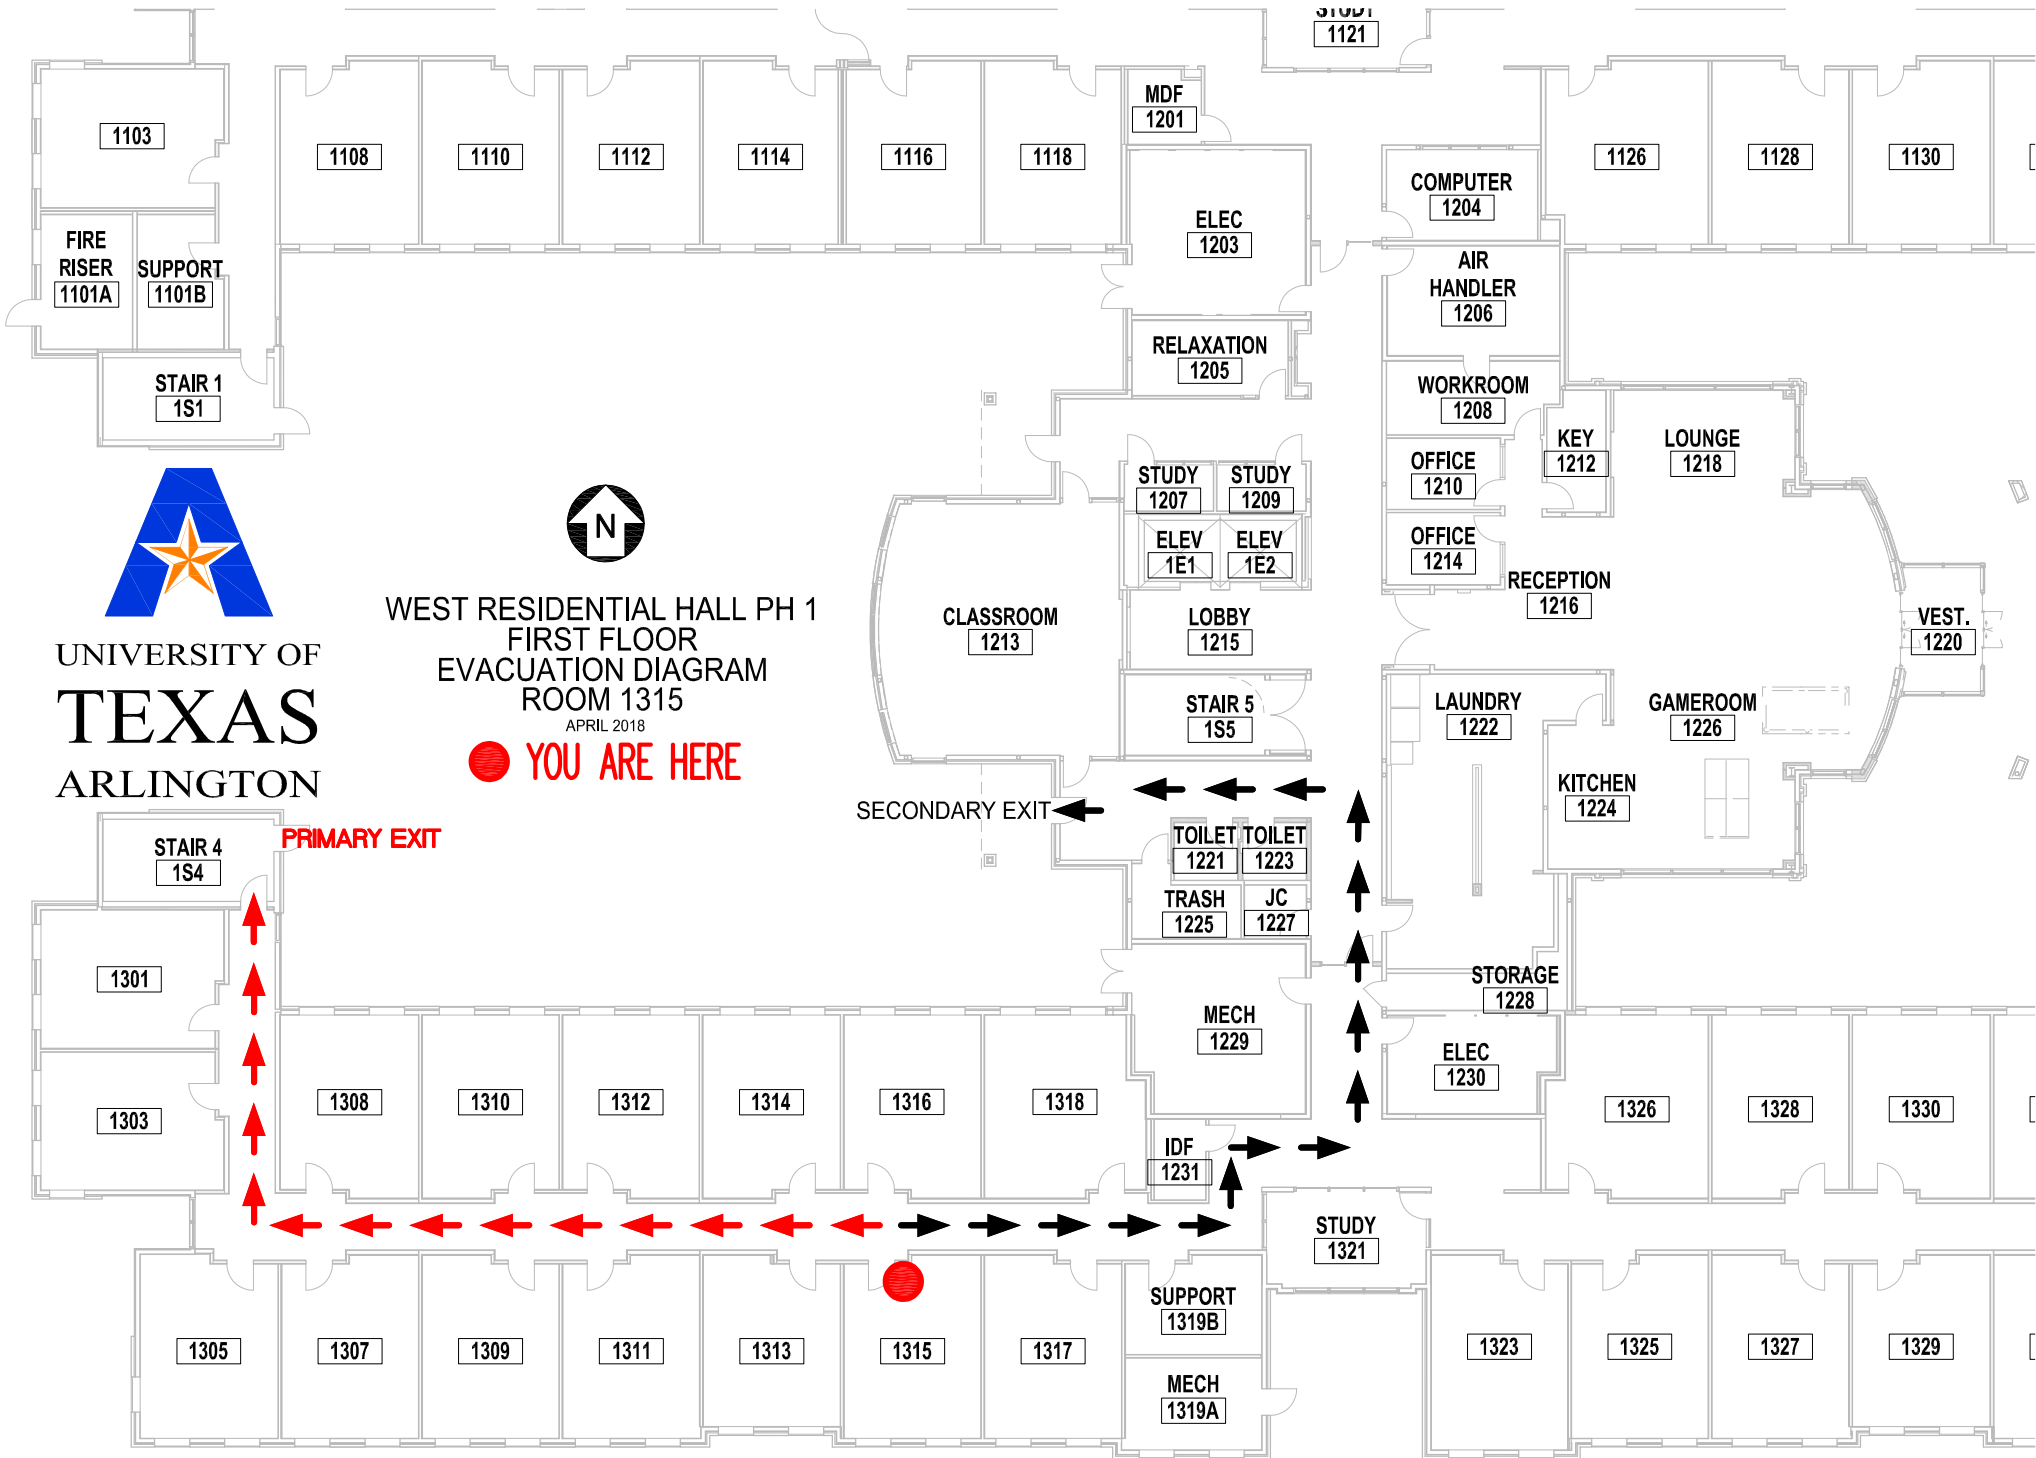 STUDY
1121
MDF
1201
1103
1108
1110
1112
1114
1116
1118
1126
1128
1130
COMPUTER
1204
ELEC
1203
FIRE
RISER
1101A
SUPPORT
1101B
AIR
HANDLER
1206
RELAXATION
1205
STAIR 1
1S1
WORKROOM
1208
KEY
1212
LOUNGE
1218
OFFICE
1210
STUDY
1207
STUDY
1209
N
ELEV
1E1
ELEV
1E2
OFFICE
1214
RECEPTION
1216
WEST RESIDENTIAL HALL PH 1
FIRST FLOOR
EVACUATION DIAGRAM
ROOM 1315
APRIL 2018
YOU ARE HERE
UNIVERSITY OF
TEXAS
ARLINGTON
CLASSROOM
1213
LOBBY
1215
VEST.
1220
STAIR 5
1S5
LAUNDRY
1222
GAMEROOM
1226
KITCHEN
1224
SECONDARY EXIT
PRIMARY EXIT
STAIR 4
1S4
TOILET
1221
TOILET
1223
TRASH
1225
JC
1227
1301
STORAGE
1228
MECH
1229
ELEC
1230
1303
1308
1310
1312
1314
1316
1318
1326
1328
1330
IDF
1231
STUDY
1321
SUPPORT
1319B
1305
1307
1309
1311
1313
1315
1317
1323
1325
1327
1329
MECH
1319A